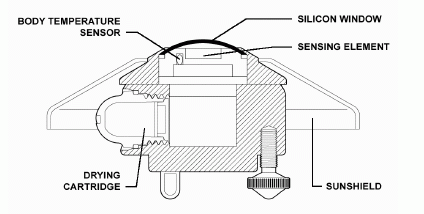 BODY TEMPERATURE
SENSOR
SILICON WINDOW
SENSING ELEMENT
DRYING
CARTRIDGE
SUNSHIELD